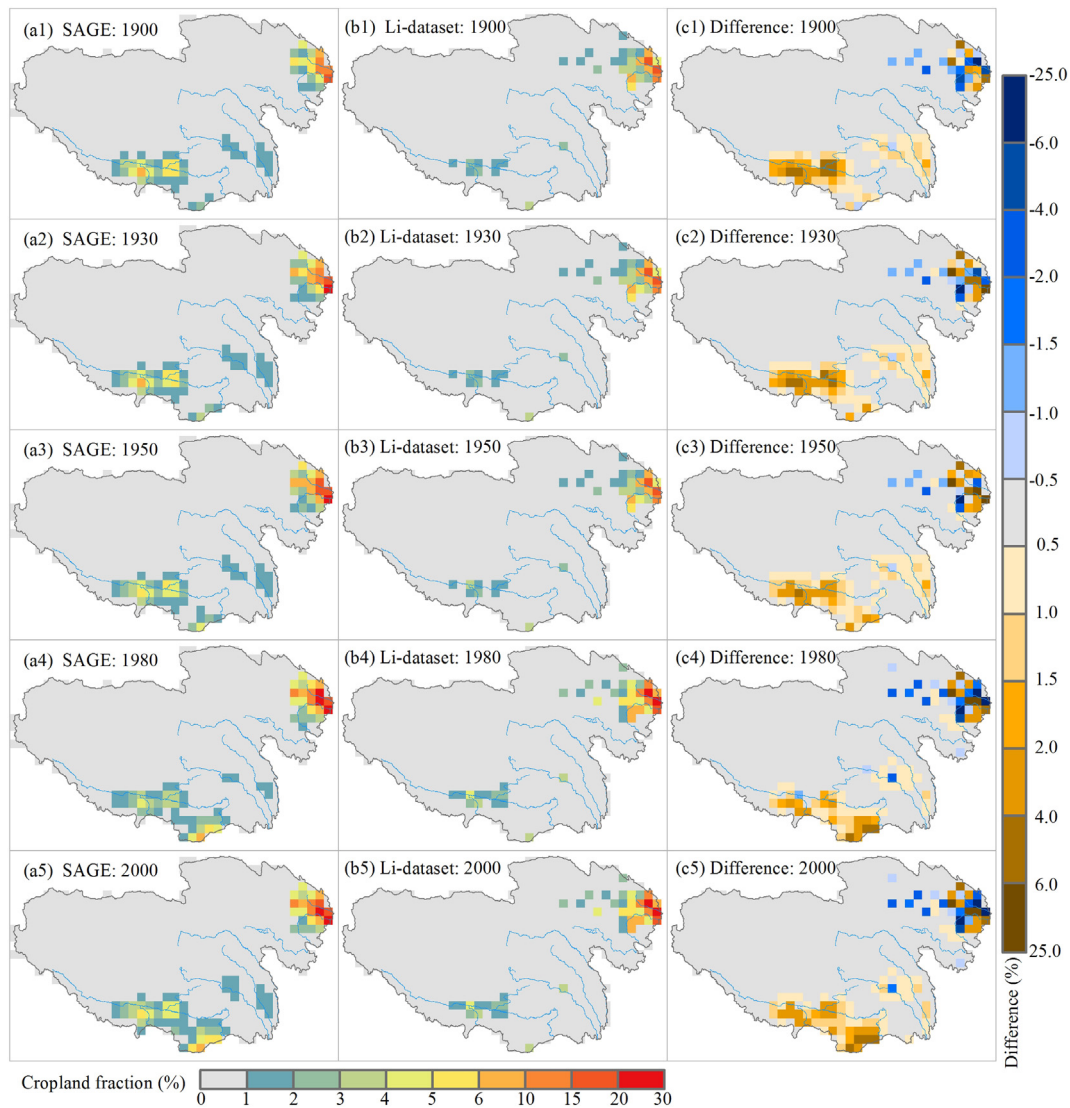 (a1) SAGE: 1900
(b1) Li-dataset: 1900
(c1) Difference: 1900
(a2) SAGE: 1930
(b2) Li-dataset: 1930
(c2) Difference: 1930
(a3) SAGE: 1950
(b3) Li-dataset: 1950
(c3) Difference: 1950
(a4) SAGE: 1980
(b4) Li-dataset: 1980
(c4) Difference: 1980
(a5) SAGE: 2000
(b5) Li-dataset: 2000
(c5) Difference: 2000
-25.0
-6.0
-4.0
-2.0
-1.5
-1.0
-0.5
0.5
1.0
1.5
2.0
4.0
6.0
25.0
Difference (%)
Cropland fraction (%)
0 1 2 3 4 5 6 10 15 20 30